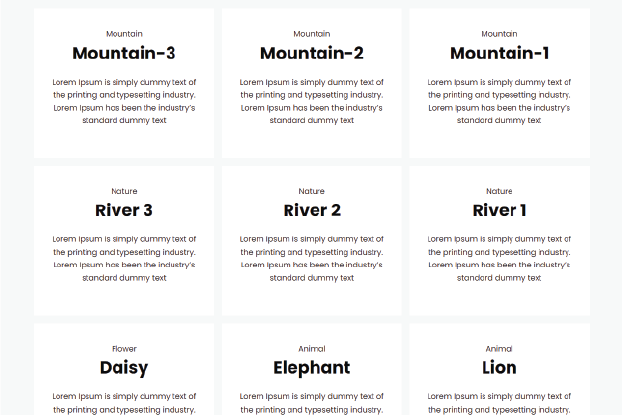 Mountain
Mountain-3
Lorem Ipsum is simply dummy text of
the printing and typesetting industry.
Lorem Ipsum has been the industry's
standard dummy text
Mountain
Mountain-2
Lorem Ipsum is simply dummy text of
the printing and typesetting industry.
Lorem Ipsum has been the industry's
standard dummy text
Mountain
Mountain-1
Lorem Ipsum is simply dummy text of
the printing and typesetting industry.
Lorem Ipsum has been the industry's
standard dummy text
Nature
River 3
Lorem Ipsum is simply dummy text of
the printing and typesetting industry.
Lorem Ipsum has been the industry's
standard dummy text
Nature
River 2
Lorem Ipsum is simply dummy text of
the printing and typesetting industry.
Lorem Ipsum has been the industry's
standard dummy text
Nature
River 1
Lorem Ipsum is simply dummy text of
the printing and typesetting industry.
Lorem Ipsum has been the industry's
standard dummy text
Flower
Daisy
Lorem Ipsum is simply dummy text of
the printing and typesetting industry.
Animal
Elephant
Lorem Ipsum is simply dummy text of
the printing and typesetting industry.
Animal
Lion
Lorem Ipsum is simply dummy text of
the printing and typesetting industry.